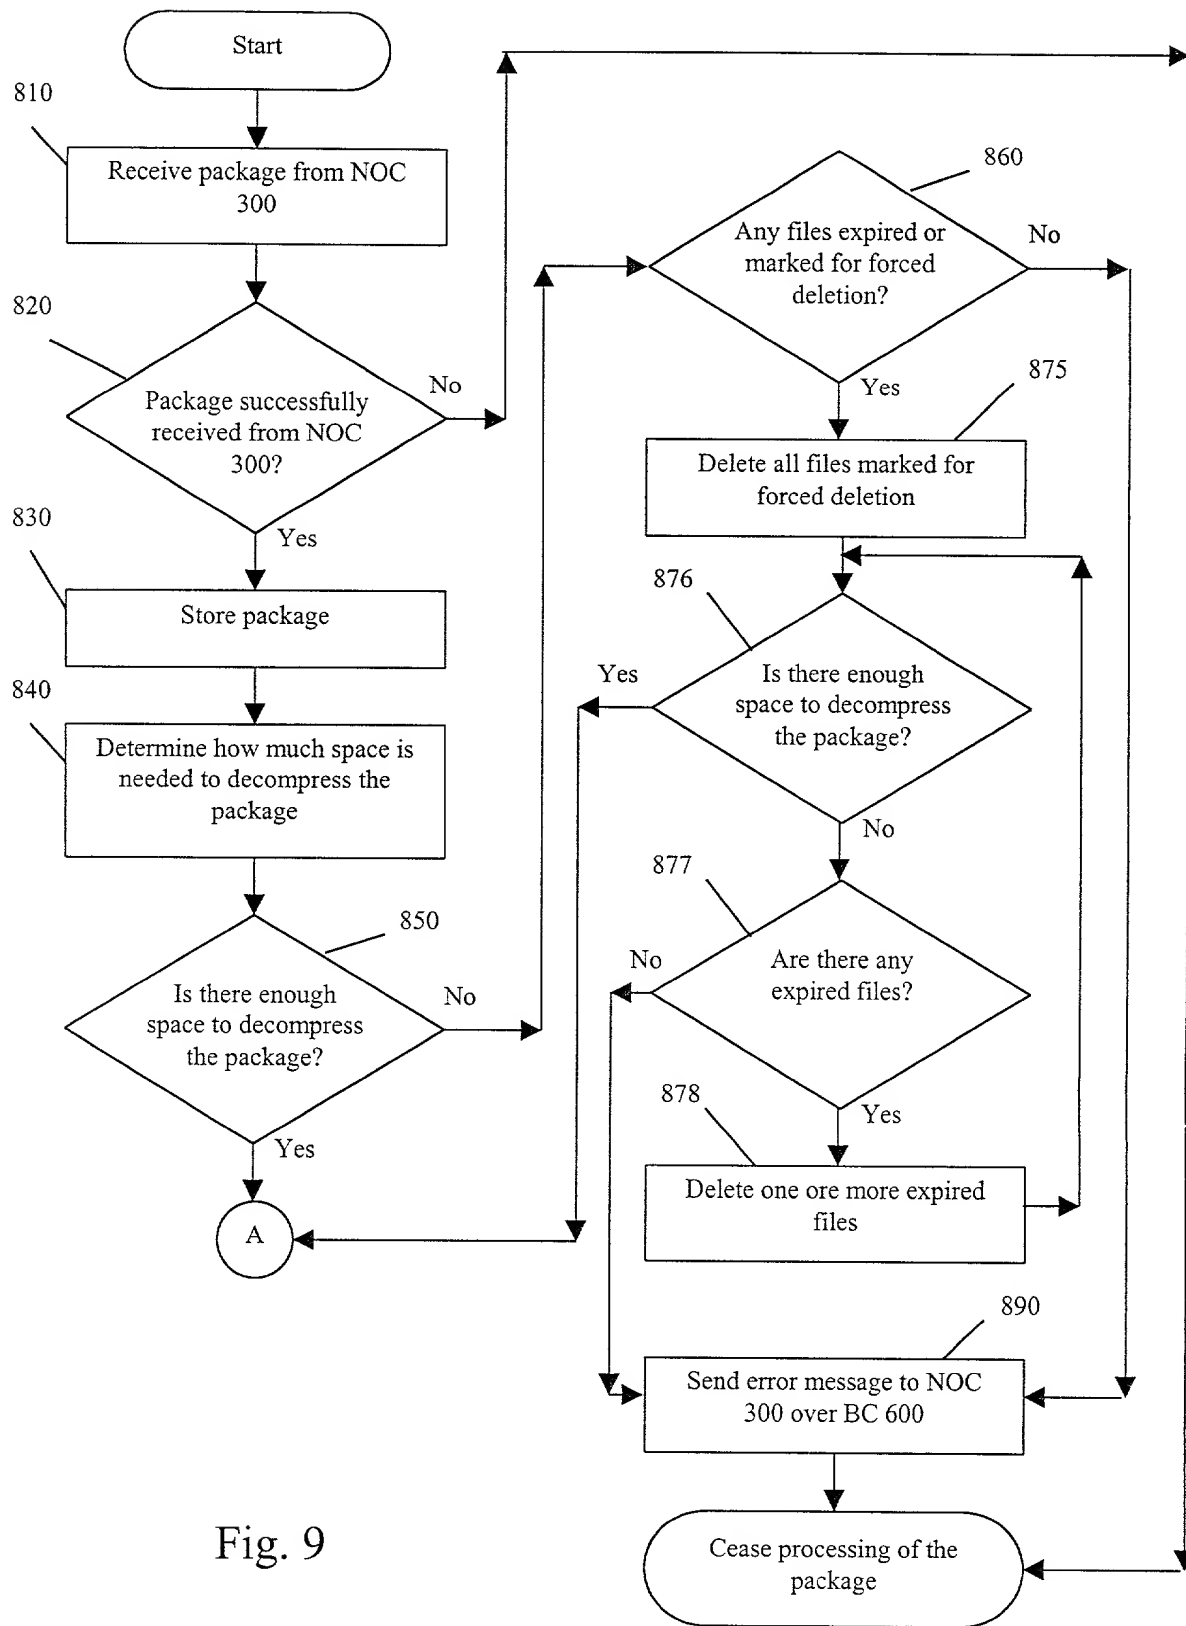 Start
810
Receive package from NOC
300
820
Package successfully
received from NOC
300?
No
Yes
830
Store package
840
Determine how much space is
needed to decompress the
package
850
Is there enough
space to decompress
the package?
No
Yes
A
860
Any files expired or
marked for forced
deletion?
No
Yes
875
Delete all files marked for
forced deletion
876
Is there enough
space to decompress
the package?
Yes
No
877
Are there any
expired files?
No
Yes
878
Delete one ore more expired
files
890
Send error message to NOC
300 over BC 600
Cease processing of the
package
Fig. 9